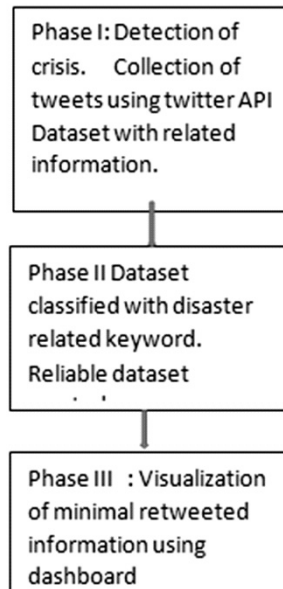 Phase I: Detection of
crisis. Collection of
tweets using twitter API
Dataset with related
information.
Phase II Dataset
classified with disaster
related keyword.
Reliable dataset
Phase III : Visualization
of minimal retweeted
information using
dashboard